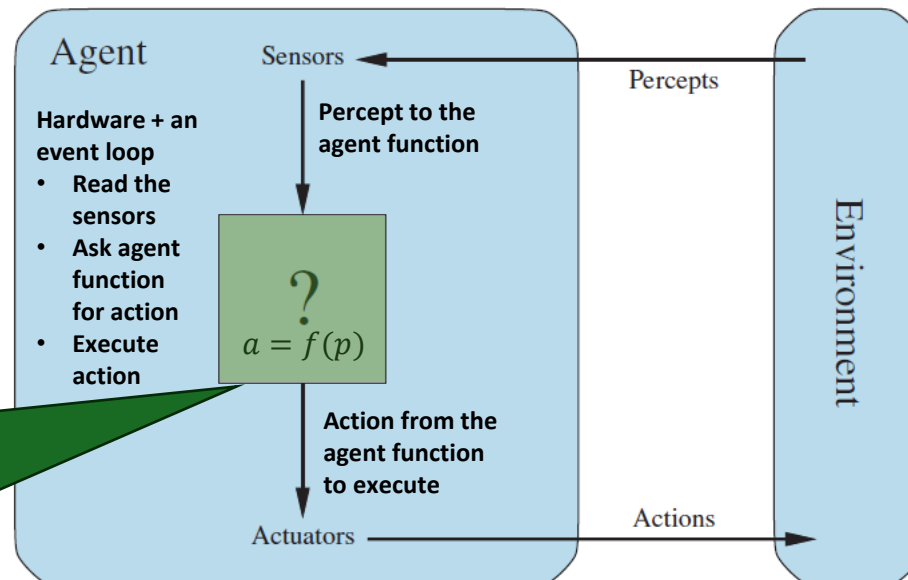 Agent
Sensors
Percepts
Hardware + an
event loop
• Read the
sensors
• Ask agent
function
for action
• Execute
action
Percept to the
agent function
?
a = f(p)
Action from the
agent function
to execute
Actuators
Actions
Environment